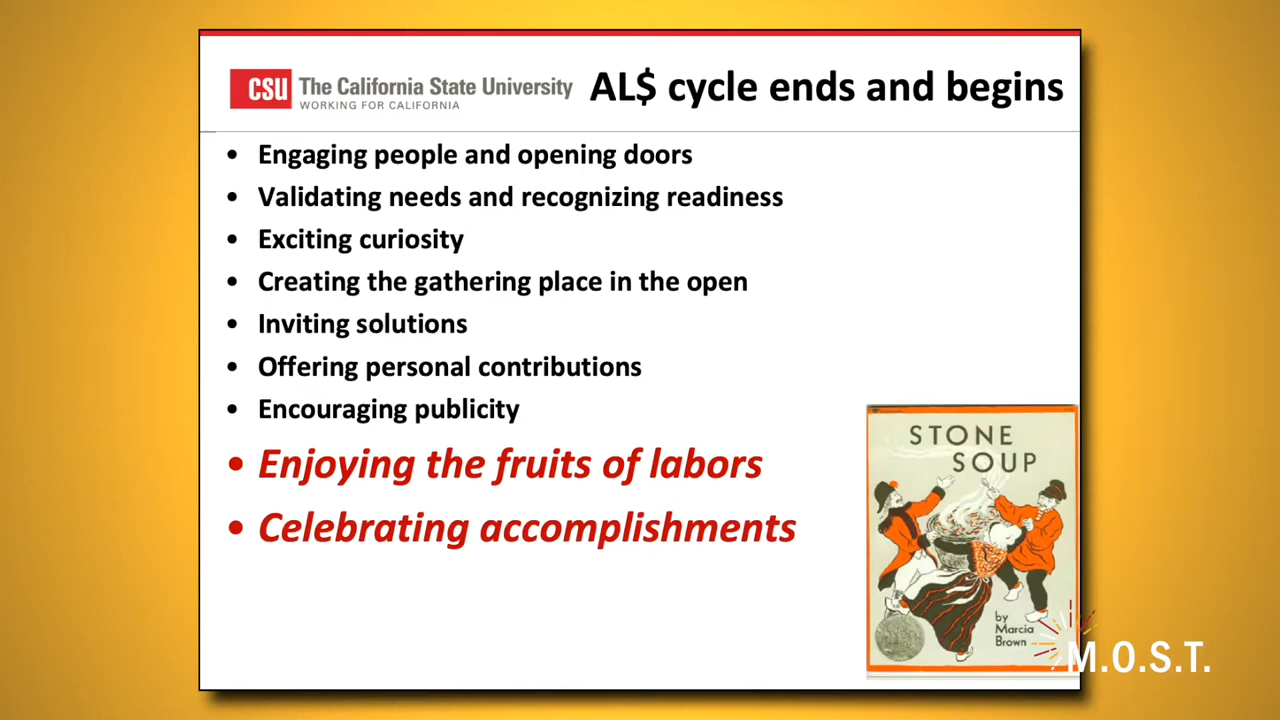 CSU The California State University
WORKING FOR CALIFORNIA
AL$ cycle ends and begins
• Engaging people and opening doors
• Validating needs and recognizing readiness
• Exciting curiosity
• Creating the gathering place in the open
• Inviting solutions
• Offering personal contributions
• Encouraging publicity
• Enjoying the fruits of labors
• Celebrating accomplishments
STONE
SOUP
by
Marcia
Brown
M.O.S.T.